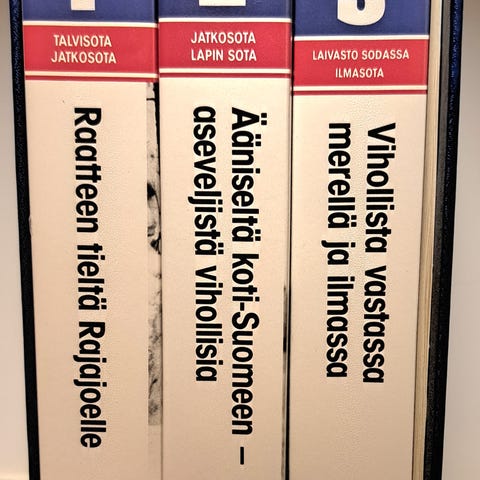 TALVISOTA
JATKOSOTA
Raatteen tieltä Rajajoelle
JATKOSOTA
LAPIN SOTA
Ääniseltä koti-Suomeen –
aseveljistä vihollisia
3
LAIVASTO SODASSA
ILMASOTA
Vihollista vastassa
merellä ja ilmassa